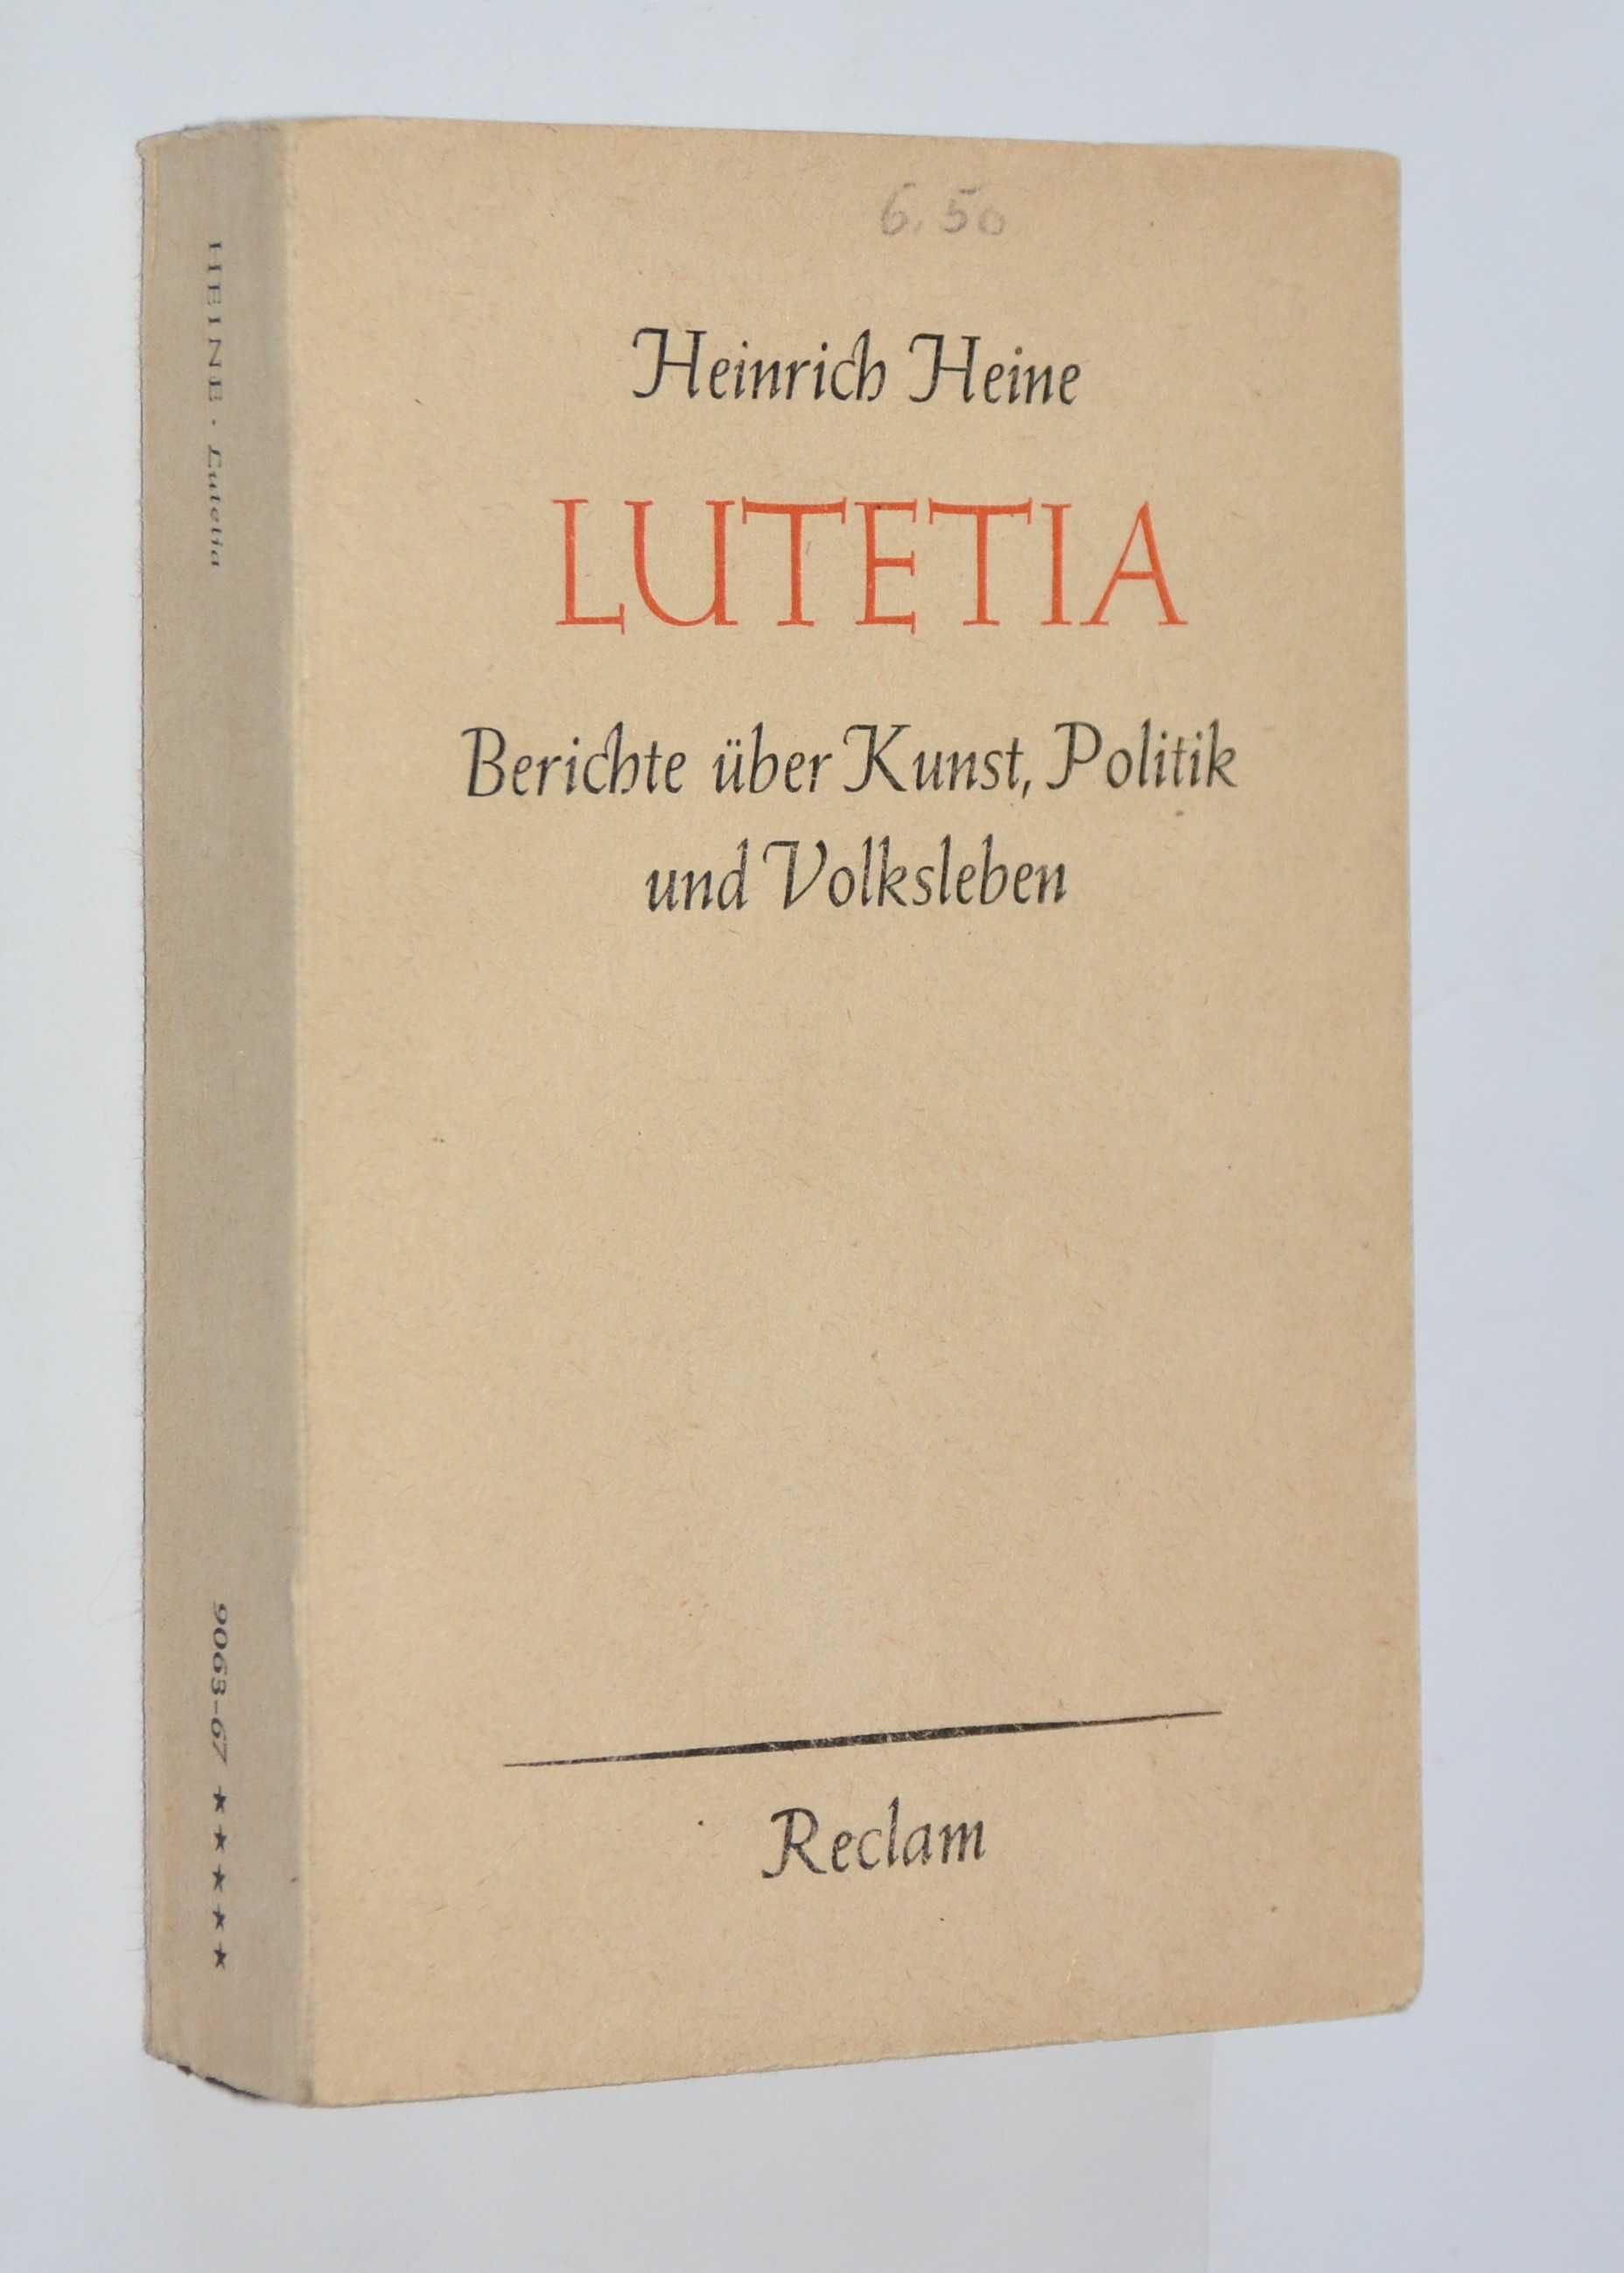 6.50
Heinrich Heine
LUTETIA
Berichte über Kunst, Politik
und Volksleben
Reclam
HEINE · Lutetia
9063-67 ★★★★★